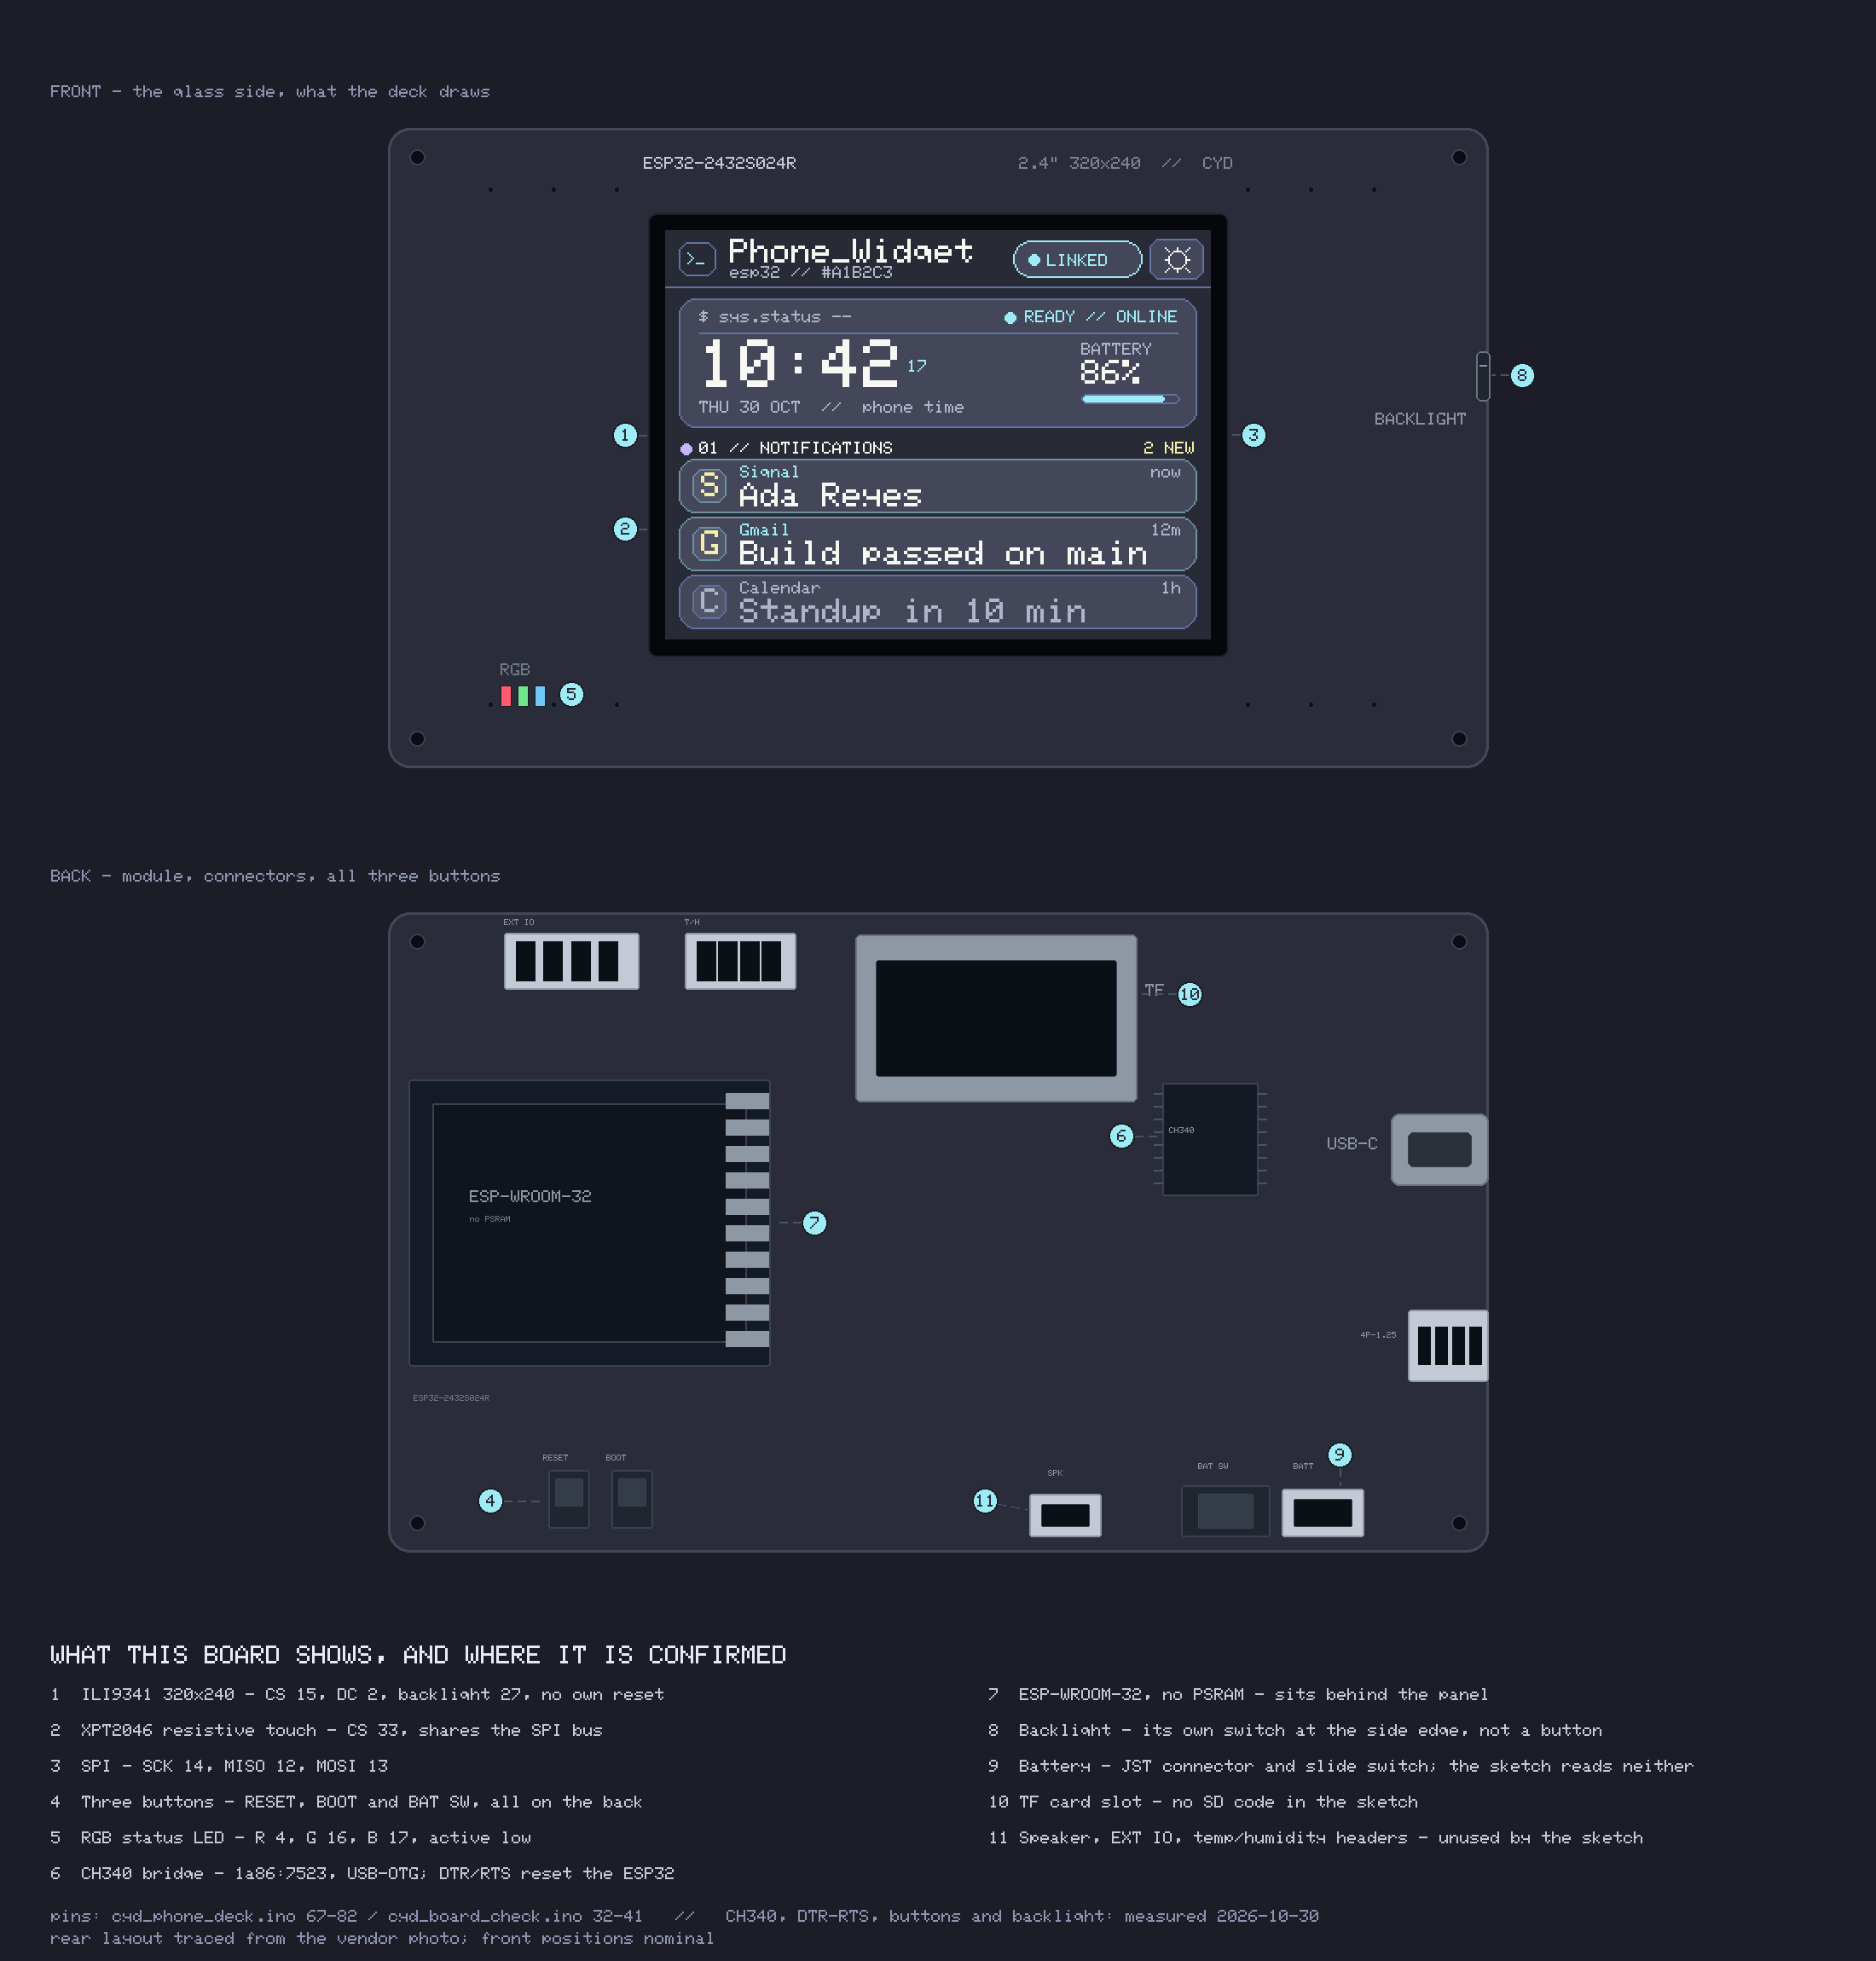 FRONT - the glass side, what the deck draws
ESP32-2432S024R
2.4" 320x240 // CYD
>_
Phone_Widget
esp32 // #A1B2C3
LINKED
$ sys.status --
READY // ONLINE
10:42 17
BATTERY
86%
THU 30 OCT // phone time
8
BACKLIGHT
1
3
01 // NOTIFICATIONS
2 NEW
S
Signal
now
Ada Reyes
2
G
Gmail
12m
Build passed on main
C
Calendar
1h
Standup in 10 min
RGB
5
BACK - module, connectors, all three buttons
EXT IO
T/H
TF
10
6
CH340
USB-C
ESP-WROOM-32
no PSRAM
7
4P-1.25
ESP32-2432S024R
RESET
BOOT
4
SPK
11
BAT SW
BATT
9
WHAT THIS BOARD SHOWS, AND WHERE IT IS CONFIRMED
1 ILI9341 320x240 - CS 15, DC 2, backlight 27, no own reset
2 XPT2046 resistive touch - CS 33, shares the SPI bus
3 SPI - SCK 14, MISO 12, MOSI 13
4 Three buttons - RESET, BOOT and BAT SW, all on the back
5 RGB status LED - R 4, G 16, B 17, active low
6 CH340 bridge - 1a86:7523, USB-OTG; DTR/RTS reset the ESP32
7 ESP-WROOM-32, no PSRAM - sits behind the panel
8 Backlight - its own switch at the side edge, not a button
9 Battery - JST connector and slide switch; the sketch reads neither
10 TF card slot - no SD code in the sketch
11 Speaker, EXT IO, temp/humidity headers - unused by the sketch
pins: cyd_phone_deck.ino 67-82 / cyd_board_check.ino 32-41 // CH340, DTR-RTS, buttons and backlight: measured 2026-10-30
rear layout traced from the vendor photo; front positions nominal